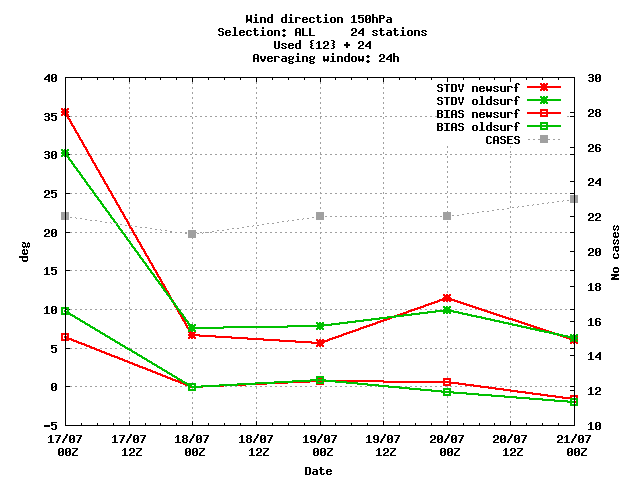 Wind direction 150hPa
Selection: ALL 24 stations
Used {12} + 24
Averaging window: 24h
STDV newsurf
STDV oldsurf
BIAS newsurf
BIAS oldsurf
CASES
40
35
30
25
20
15
10
5
0
-5
deg
30
28
26
24
22
20
18
16
14
12
10
No cases
17/07 17/07 18/07 18/07 19/07 19/07 20/07 20/07 21/07
00Z 12Z 00Z 12Z 00Z 12Z 00Z 12Z 00Z
Date